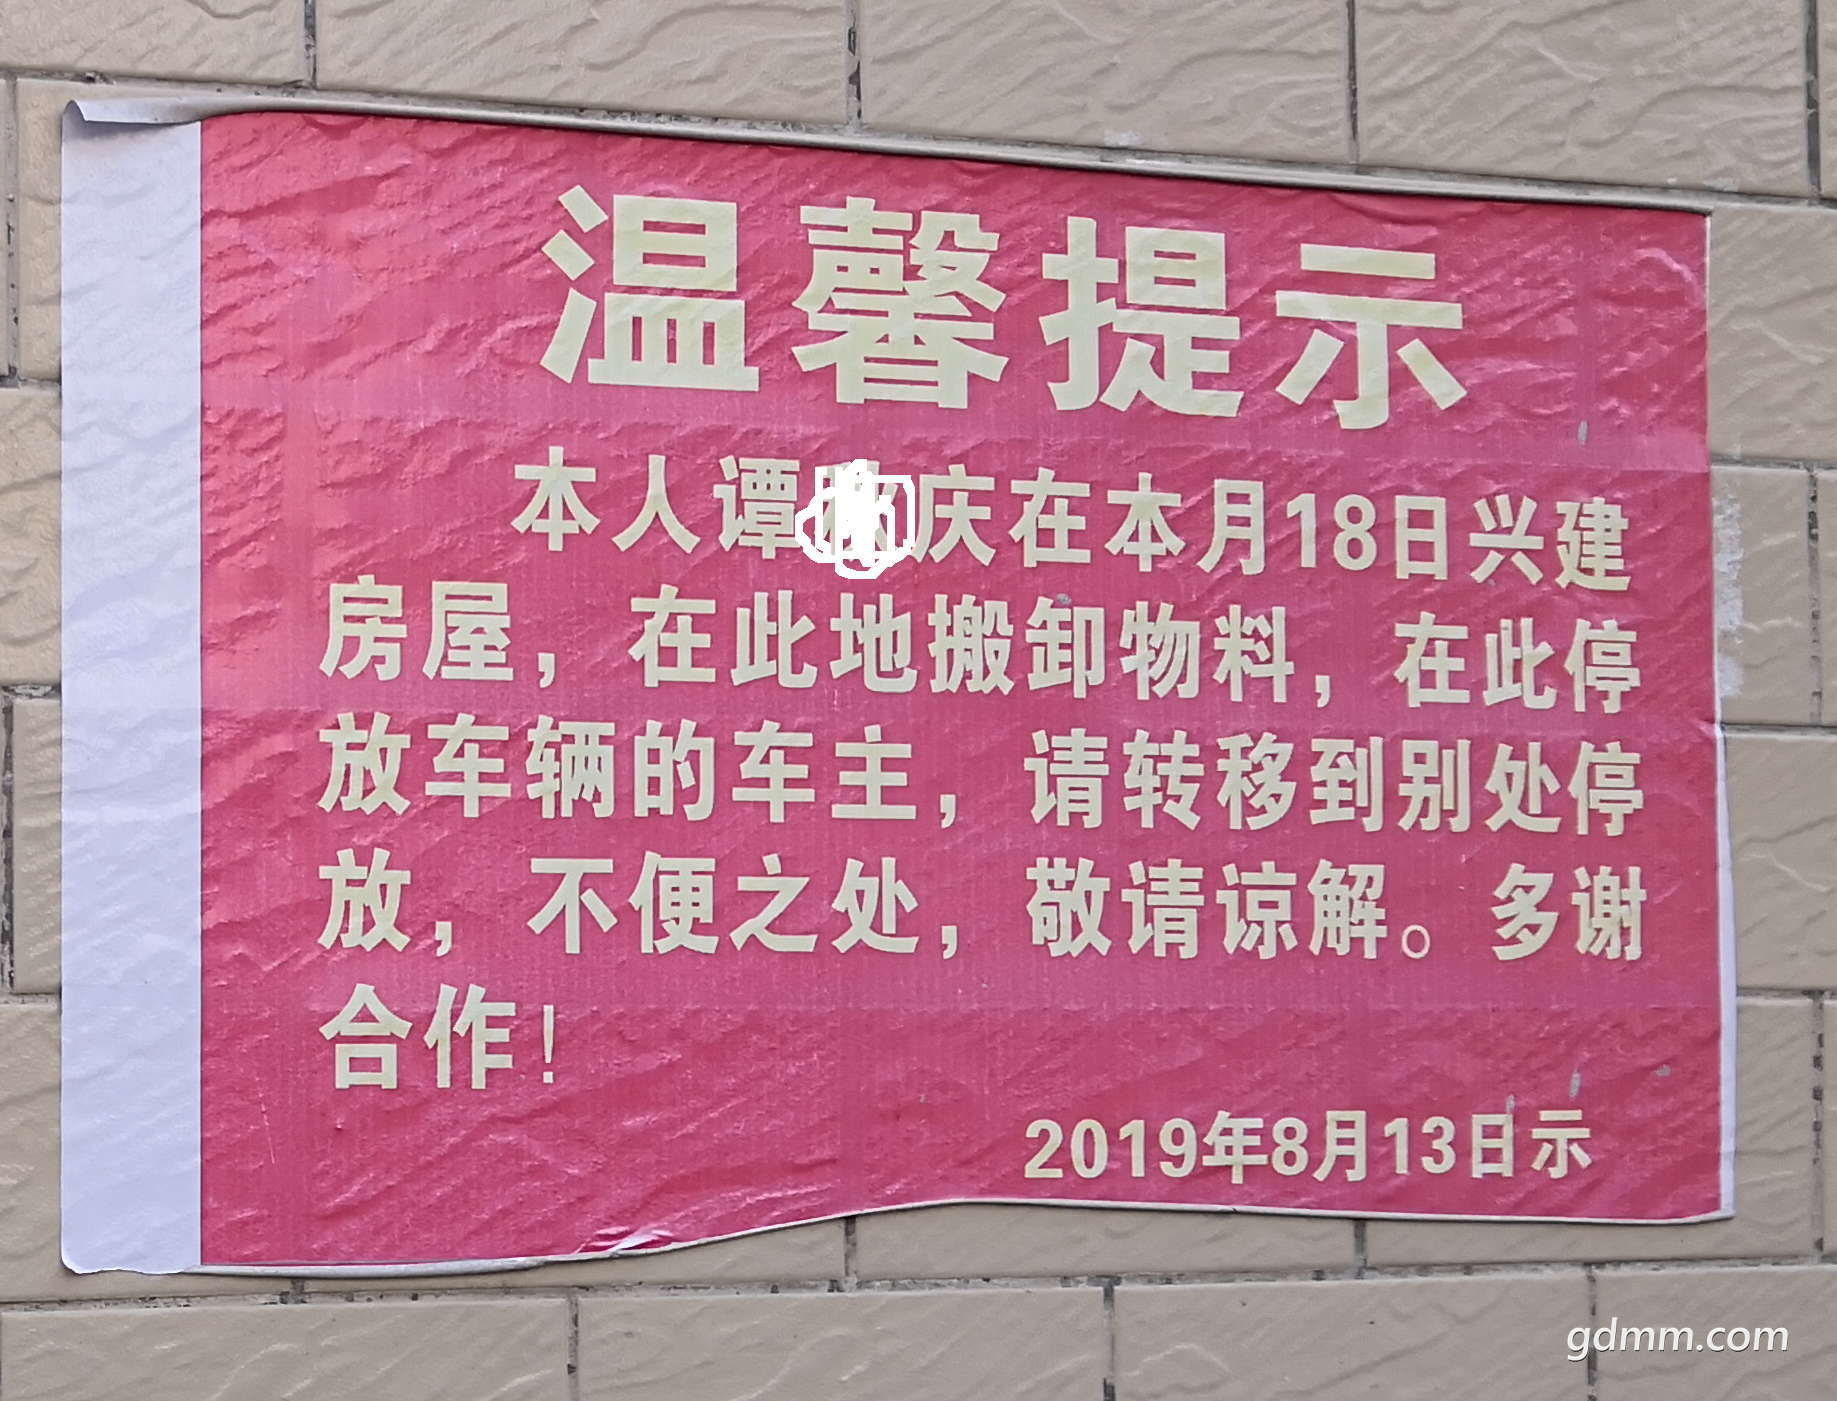 温馨提示
本人谭庆在本月18日兴建
房屋，在此地搬卸物料，在此停
放车辆的车主，请转移到别处停
放，不便之处，敬请谅解。多谢
合作！
2019年8月13日示
gdmm.com